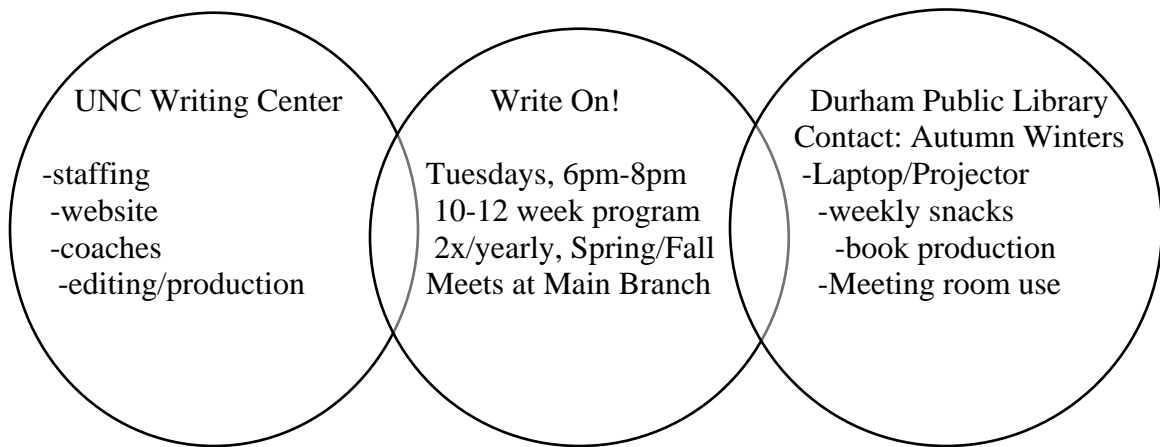 UNC Writing Center
-staffing
-website
-coaches
-editing/production
Write On!
Tuesdays, 6pm-8pm
10-12 week program
2x/yearly, Spring/Fall
Meets at Main Branch
Durham Public Library
Contact: Autumn Winters
-Laptop/Projector
-weekly snacks
-book production
-Meeting room use